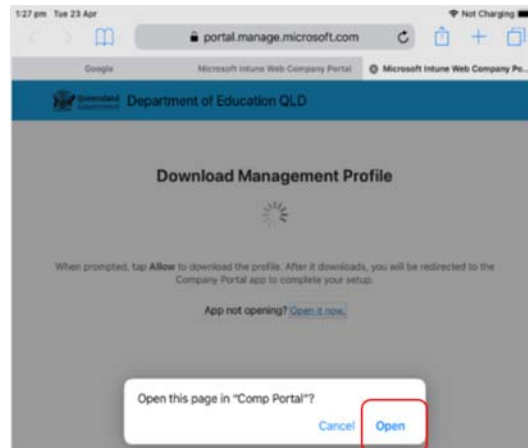 1:27 pm Tue 23 Apr Not Charging
portal.manage.microsoft.com
Google Microsoft Intune Web Company Portal Microsoft Intune Web Company Po...
Queensland Government Department of Education QLD
Download Management Profile
When prompted, tap Allow to download the profile. After it downloads, you will be redirected to the
Company Portal app to complete your setup.
App not opening? Open it now.
Open this page in "Comp Portal"?
Cancel Open